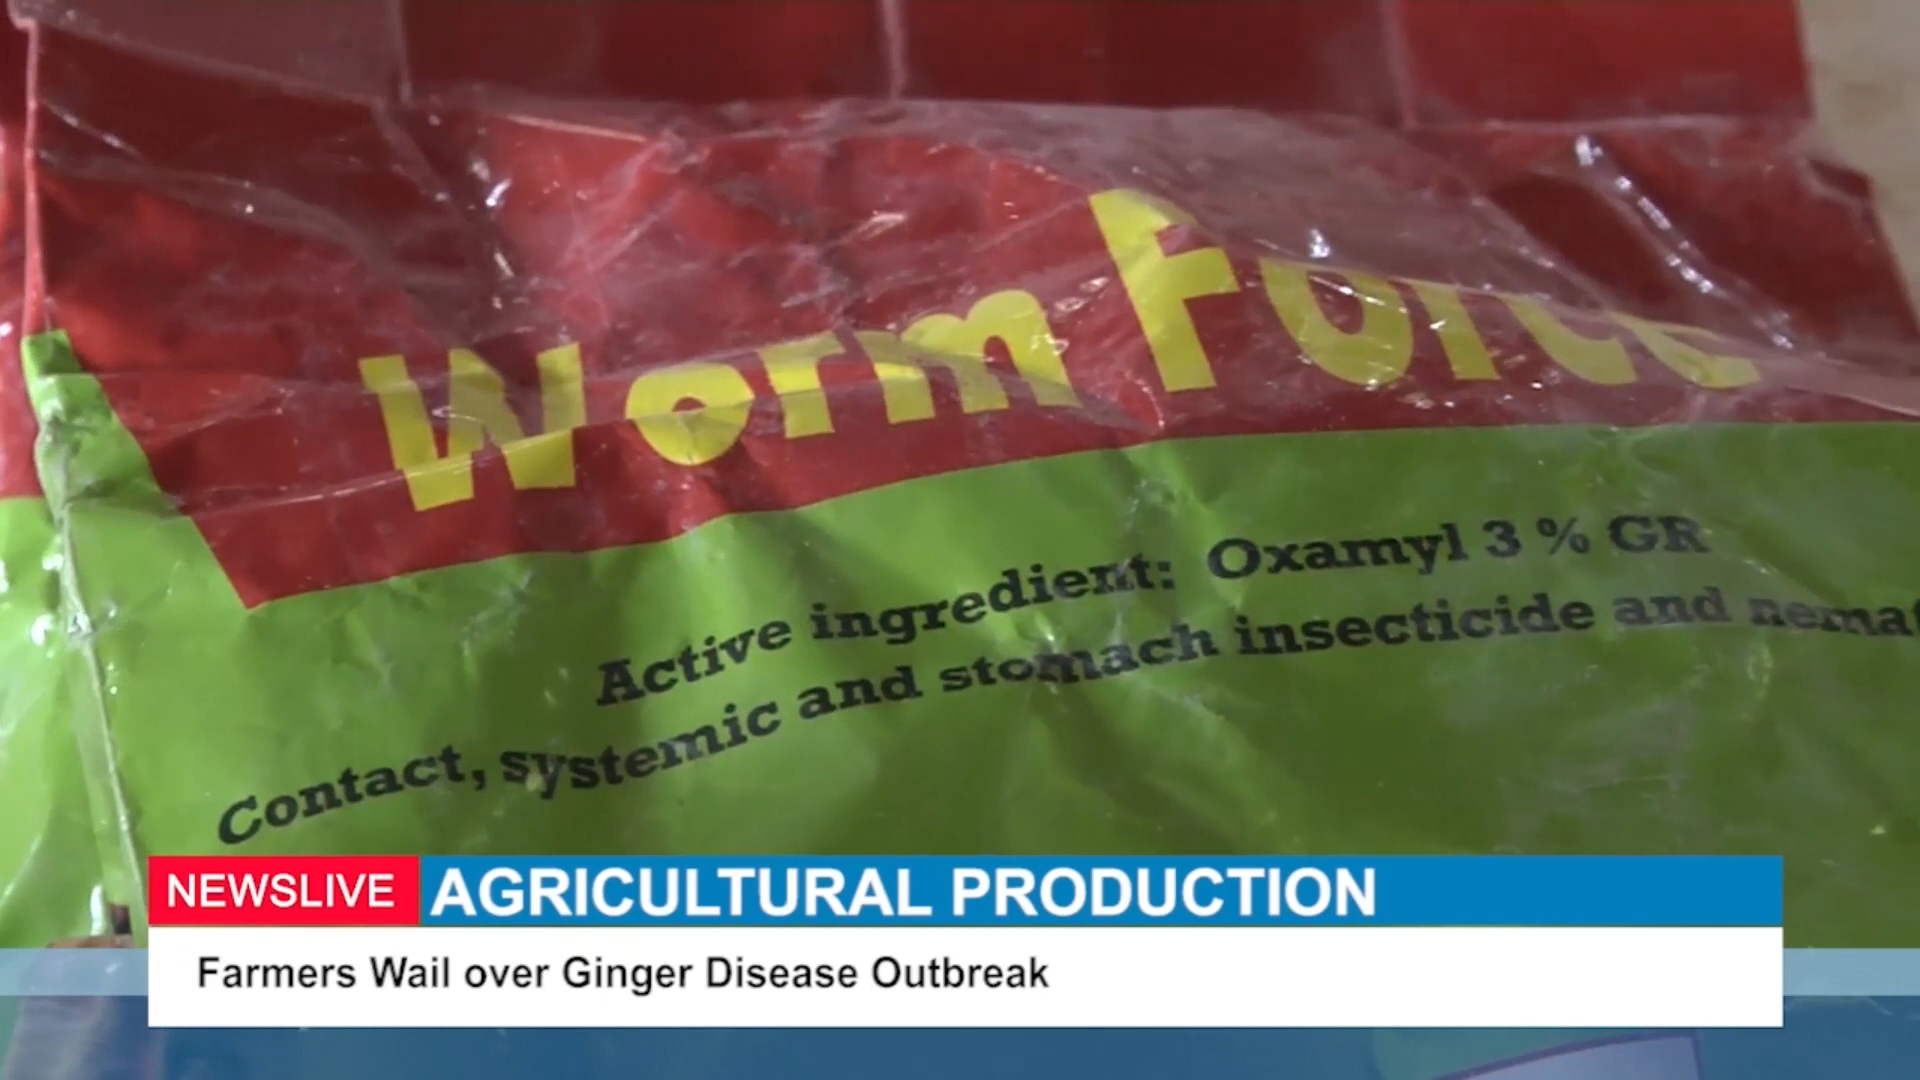 Worm Force
Active ingredient: Oxamyl 3 % GR
Contact, systemic and stomach insecticide and
NEWSLIVE AGRICULTURAL PRODUCTION
Farmers Wail over Ginger Disease Outbreak